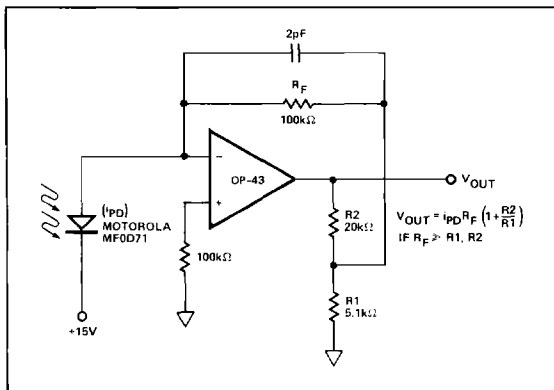 2pF
R_F
100kΩ
−
OP-43
+
V_OUT
(i_PD)
MOTOROLA
MF0D71
100kΩ
R2
20kΩ
V_OUT = i_PD R_F (1 + R2/R1)
IF R_F ≥ R1, R2
R1
5.1kΩ
+15V